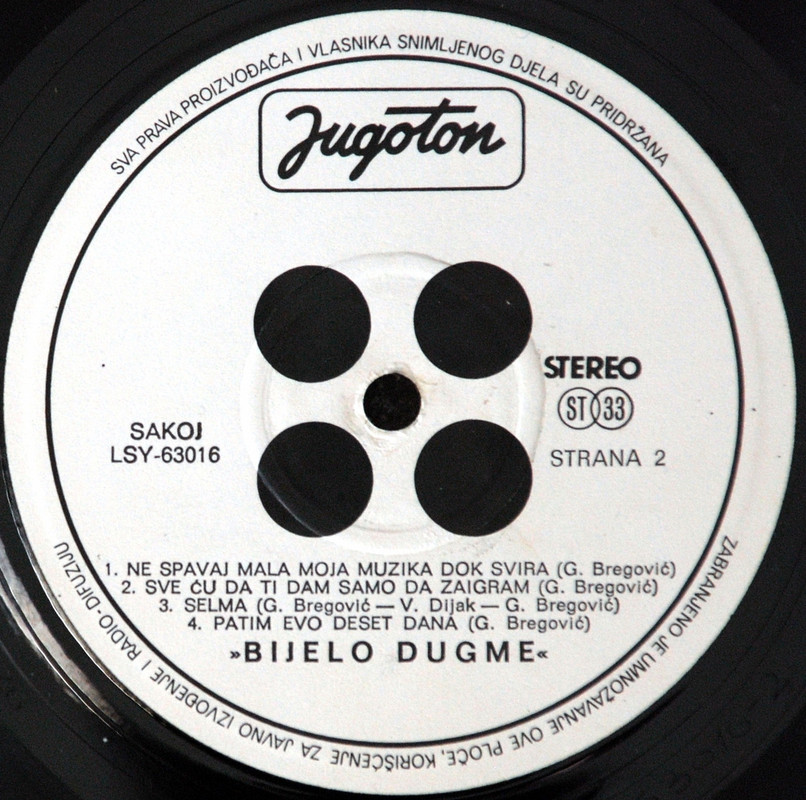 SVA PRAVA PROIZVOĐAČA I VLASNIKA SNIMLJENOG DJELA SU PRIDRŽANA
Jugoton
STEREO
ST 33
SAKOJ
LSY-63016
STRANA 2
1. NE SPAVAJ MALA MOJA MUZIKA DOK SVIRA (G. Bregović)
2. SVE ĆU DA TI DAM SAMO DA ZAIGRAM (G. Bregović)
3. SELMA (G. Bregović — V. Dijak — G. Bregović)
4. PATIM EVO DESET DANA (G. Bregović)
»BIJELO DUGME«
ZABRANJENO JE UMNOŽAVANJE OVE PLOČE, KORIŠĆENJE ZA JAVNO IZVOĐENJE I RADIO-DIFUZIJU